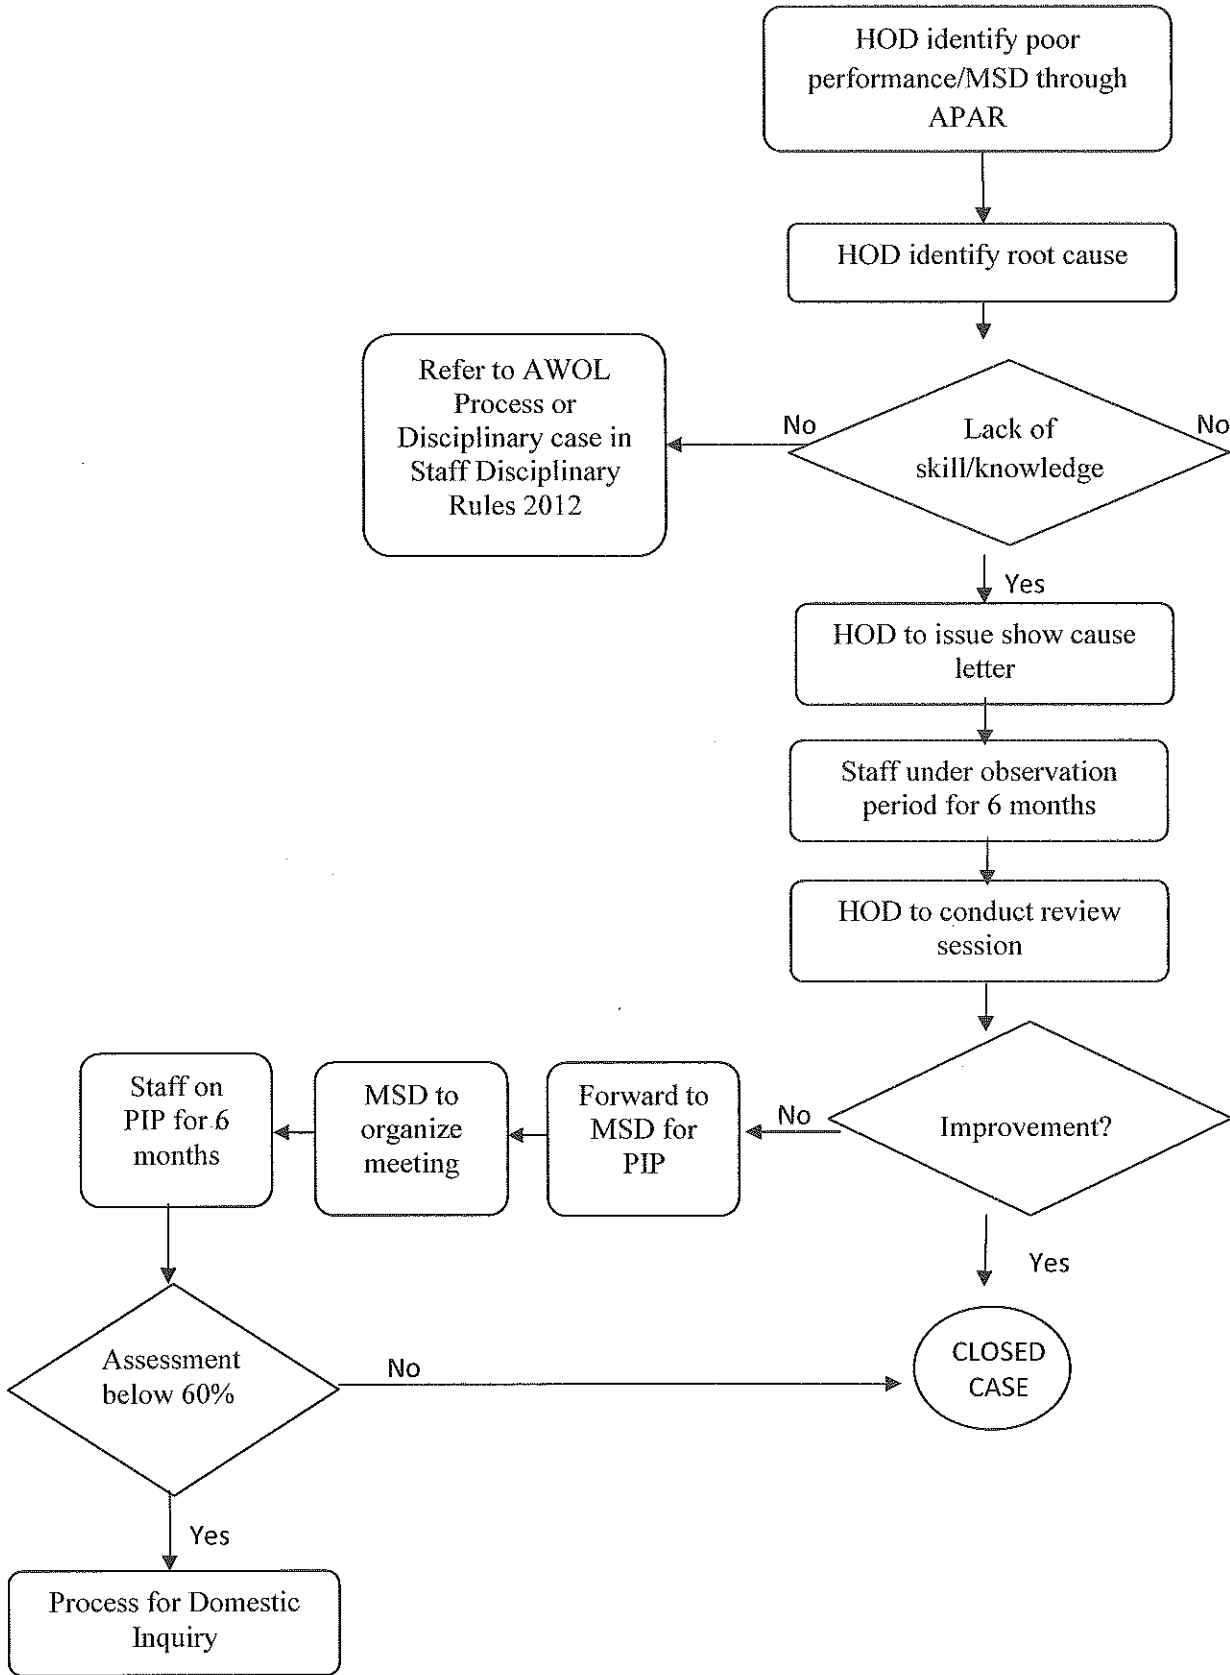 HOD identify poor
performance/MSD through
APAR
HOD identify root cause
Refer to AWOL
Process or
Disciplinary case in
Staff Disciplinary
Rules 2012
No
Lack of
skill/knowledge
No
Yes
HOD to issue show cause
letter
Staff under observation
period for 6 months
HOD to conduct review
session
Improvement?
No
Forward to
MSD for
PIP
MSD to
organize
meeting
Staff on
PIP for 6
months
Yes
CLOSED
CASE
Assessment
below 60%
No
Yes
Process for Domestic
Inquiry